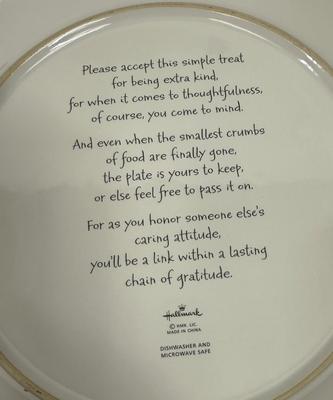 Please accept this simple treat
for being extra kind,
for when it comes to thoughtfulness,
of course, you come to mind.
And even when the smallest crumbs
of food are finally gone,
the plate is yours to keep,
or else feel free to pass it on.
For as you honor someone else's
caring attitude,
you'll be a link within a lasting
chain of gratitude.
Hallmark
© HMK. LIC.
MADE IN CHINA
DISHWASHER AND
MICROWAVE SAFE